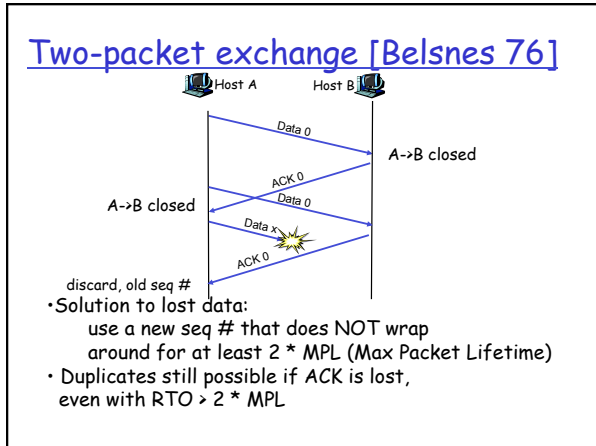 Two-packet exchange [Belsnes 76]
Host A
Host B
Data 0
A->B closed
ACK 0
Data 0
A->B closed
Data x
ACK 0
discard, old seq #
•Solution to lost data:
use a new seq # that does NOT wrap
around for at least 2 * MPL (Max Packet Lifetime)
• Duplicates still possible if ACK is lost,
even with RTO > 2 * MPL